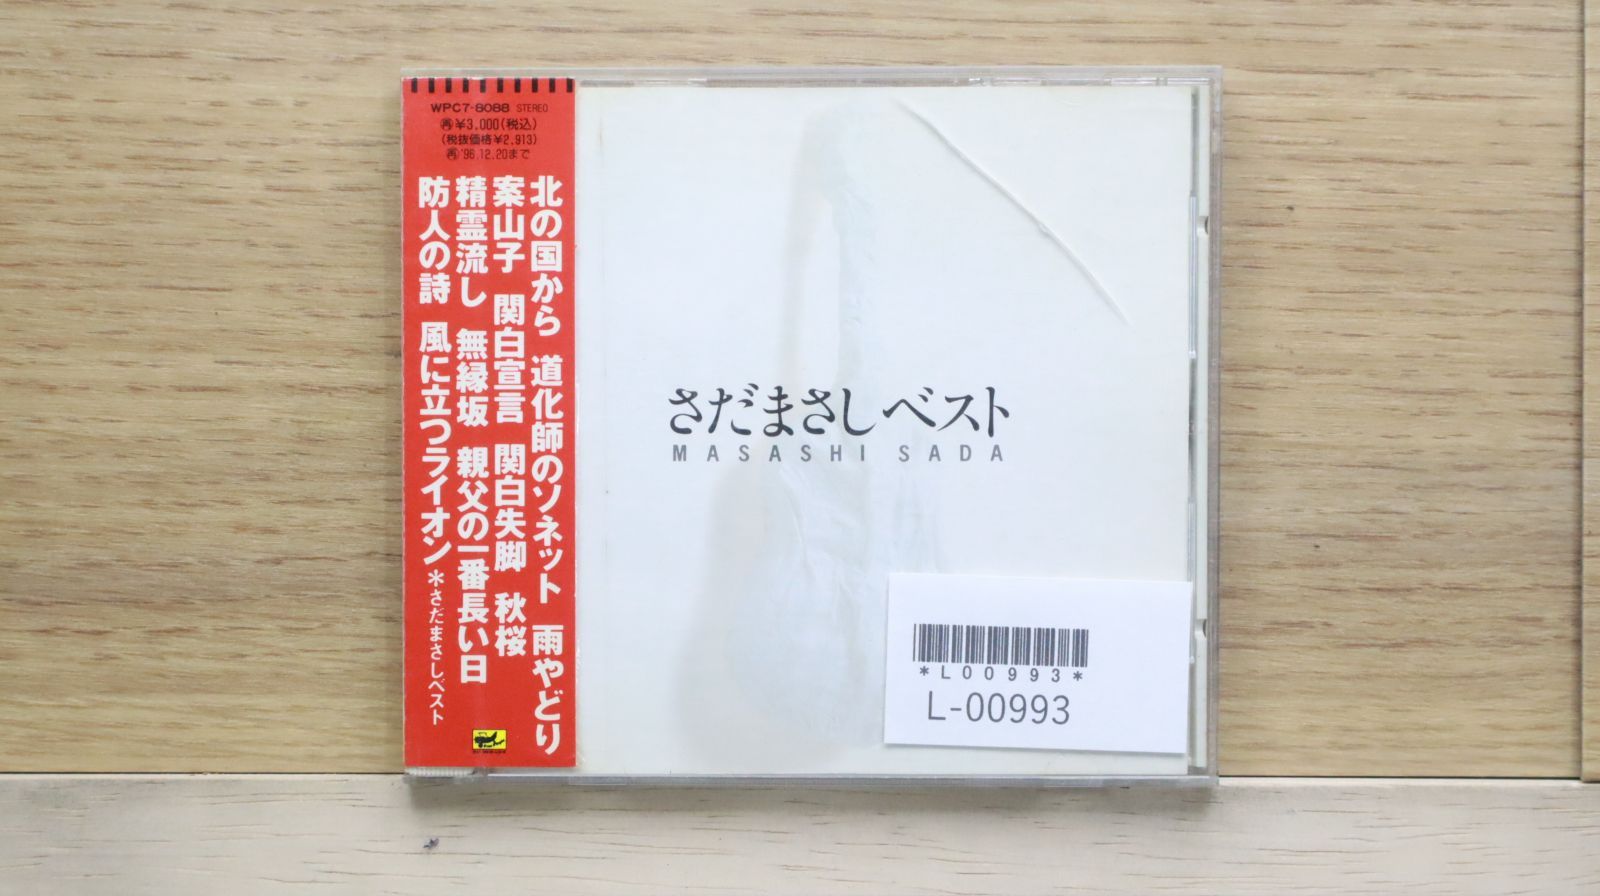 WPC7-8088 STEREO
㊢¥3,000(税込)
(税抜価格¥2,913)
㊢'96.12.20まで
北の国から 道化師のソネット 雨やどり
案山子 関白宣言 関白失脚 秋桜
精霊流し 無縁坂 親父の一番長い日
防人の詩 風に立つライオン＊さだまさしベスト
さだまさしベスト
MASASHI SADA
*L00993*
L-00993